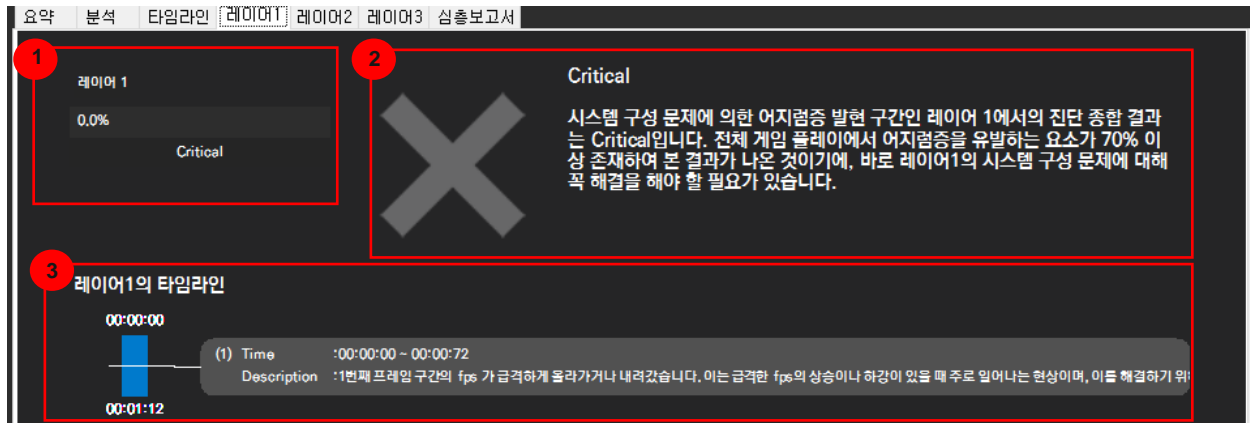 요약 분석 타임라인 레이어1 레이어2 레이어3 심층보고서
1
레이어 1
0.0%
Critical
2
Critical
시스템 구성 문제에 의한 어지럼증 발현 구간인 레이어 1에서의 진단 종합 결과
는 Critical입니다. 전체 게임 플레이에서 어지럼증을 유발하는 요소가 70% 이
상 존재하여 본 결과가 나온 것이기에, 바로 레이어1의 시스템 구성 문제에 대해
꼭 해결을 해야 할 필요가 있습니다.
3
레이어1의 타임라인
00:00:00
(1) Time :00:00:00 ~ 00:00:72
Description :1번째 프레임 구간의 fps 가 급격하게 올라가거나 내려갔습니다. 이는 급격한 fps의 상승이나 하강이 있을 때 주로 일어나는 현상이며, 이를 해결하기 위
00:01:12